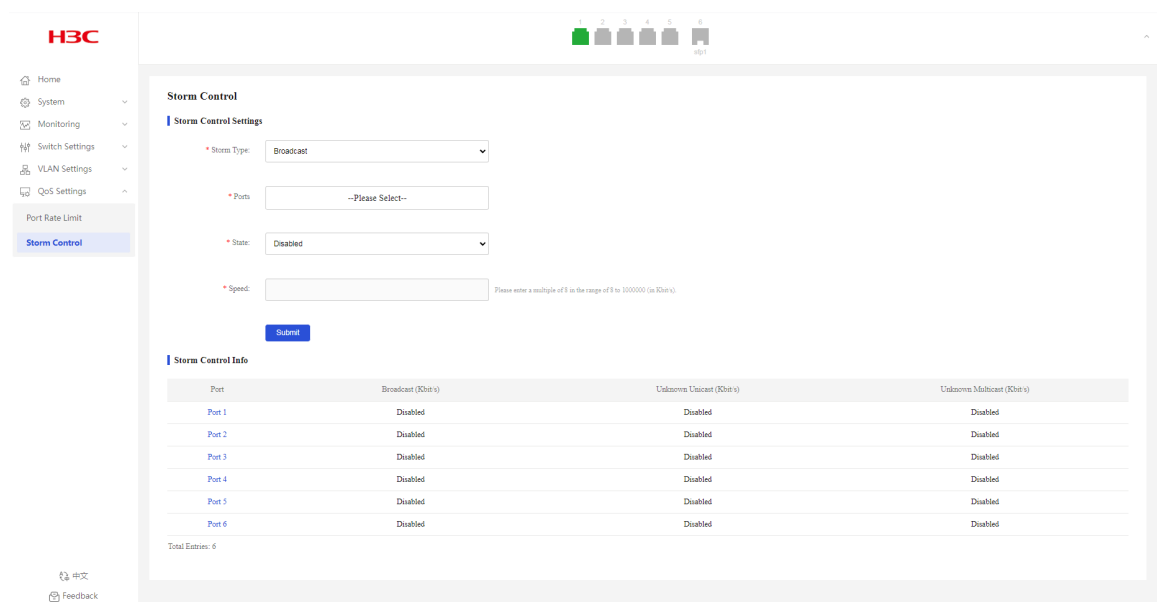 H3C
1 2 3 4 5 6
sfp1
Home
System
Monitoring
Switch Settings
VLAN Settings
QoS Settings
Port Rate Limit
Storm Control
中文
Feedback
Storm Control
Storm Control Settings
* Storm Type: Broadcast
* Ports --Please Select--
* State: Disabled
* Speed: Please enter a multiple of 8 in the range of 8 to 1000000 (in Kbit/s).
Submit
Storm Control Info
Port Broadcast (Kbit/s) Unknown Unicast (Kbit/s) Unknown Multicast (Kbit/s)
Port 1 Disabled Disabled Disabled
Port 2 Disabled Disabled Disabled
Port 3 Disabled Disabled Disabled
Port 4 Disabled Disabled Disabled
Port 5 Disabled Disabled Disabled
Port 6 Disabled Disabled Disabled
Total Entries: 6